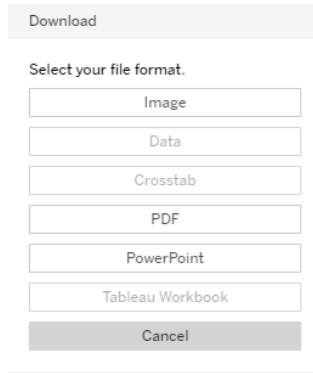 Download
Select your file format.
Image
Data
Crosstab
PDF
PowerPoint
Tableau Workbook
Cancel